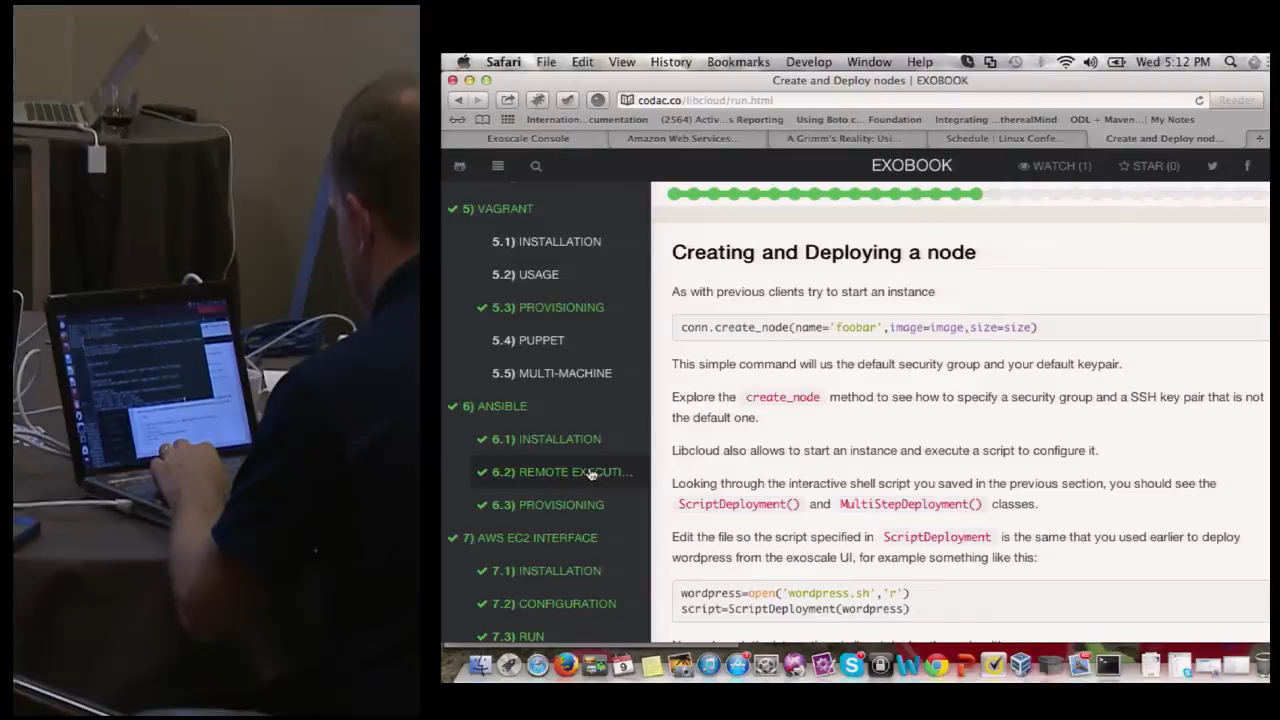 Safari File Edit View History Bookmarks Develop Window Help Wed 5:12 PM
Create and Deploy nodes | EXOBOOK
codac.co/libcloud/run.html
Reader
Internation...cumentation (2564) Activ...s Reporting Using Boto c... Foundation Integrating ...therealMind ODL + Maven...| My Notes
Exoscale Console Amazon Web Services... A Grimm's Reality: Usi... Schedule | Linux Confe... Create and Deploy nod...
EXOBOOK WATCH (1) STAR (0)
5) VAGRANT
5.1) INSTALLATION
5.2) USAGE
5.3) PROVISIONING
5.4) PUPPET
5.5) MULTI-MACHINE
6) ANSIBLE
6.1) INSTALLATION
6.2) REMOTE EXECUTI...
6.3) PROVISIONING
7) AWS EC2 INTERFACE
7.1) INSTALLATION
7.2) CONFIGURATION
7.3) RUN
Creating and Deploying a node
As with previous clients try to start an instance
conn.create_node(name='foobar',image=image,size=size)
This simple command will us the default security group and your default keypair.
Explore the create_node method to see how to specify a security group and a SSH key pair that is not
the default one.
Libcloud also allows to start an instance and execute a script to configure it.
Looking through the interactive shell script you saved in the previous section, you should see the
ScriptDeployment() and MultiStepDeployment() classes.
Edit the file so the script specified in ScriptDeployment is the same that you used earlier to deploy
wordpress from the exoscale UI, for example something like this:
wordpress=open('wordpress.sh','r')
script=ScriptDeployment(wordpress)